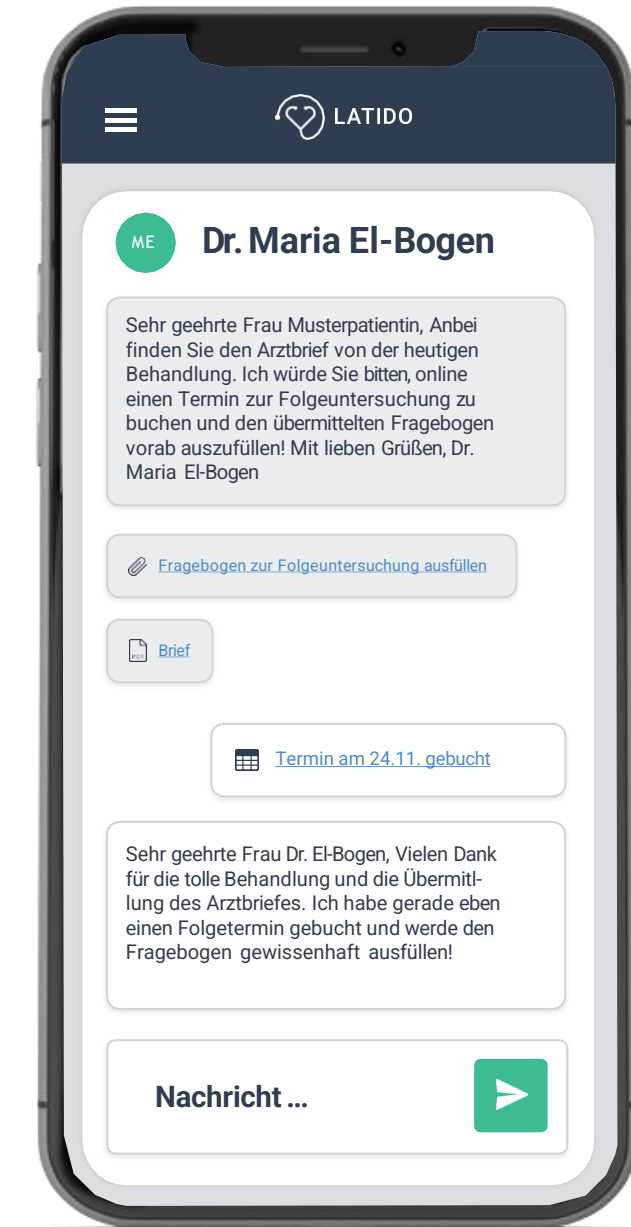 LATIDO
ME
Dr. Maria El-Bogen
Sehr geehrte Frau Musterpatientin, Anbei
finden Sie den Arztbrief von der heutigen
Behandlung. Ich würde Sie bitten, online
einen Termin zur Folgeuntersuchung zu
buchen und den übermittelten Fragebogen
vorab auszufüllen! Mit lieben Grüßen, Dr.
Maria El-Bogen
Fragebogen zur Folgeuntersuchung ausfüllen
PDF
Brief
Termin am 24.11. gebucht
Sehr geehrte Frau Dr. El-Bogen, Vielen Dank
für die tolle Behandlung und die Übermitl-
lung des Arztbriefes. Ich habe gerade eben
einen Folgetermin gebucht und werde den
Fragebogen gewissenhaft ausfüllen!
Nachricht ...